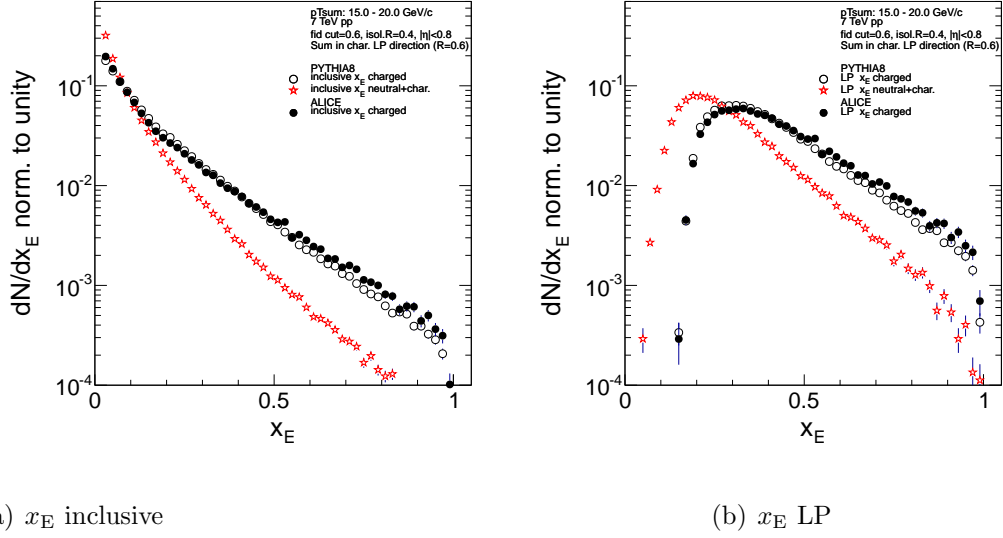 pTsum: 15.0 - 20.0 GeV/c
7 TeV pp
fid cut=0.6, isol.R=0.4, |η|<0.8
Sum in char. LP direction (R=0.6)
PYTHIA8
inclusive x_E charged
inclusive x_E neutral+char.
ALICE
inclusive x_E charged
dN/dx_E norm. to unity
10^-1
10^-2
10^-3
10^-4
0
0.5
1
x_E
) x_E inclusive
pTsum: 15.0 - 20.0 GeV/c
7 TeV pp
fid cut=0.6, isol.R=0.4, |η|<0.8
Sum in char. LP direction (R=0.6)
PYTHIA8
LP x_E charged
LP x_E neutral+char.
ALICE
LP x_E charged
dN/dx_E norm. to unity
10^-1
10^-2
10^-3
10^-4
0
0.5
1
x_E
(b) x_E LP